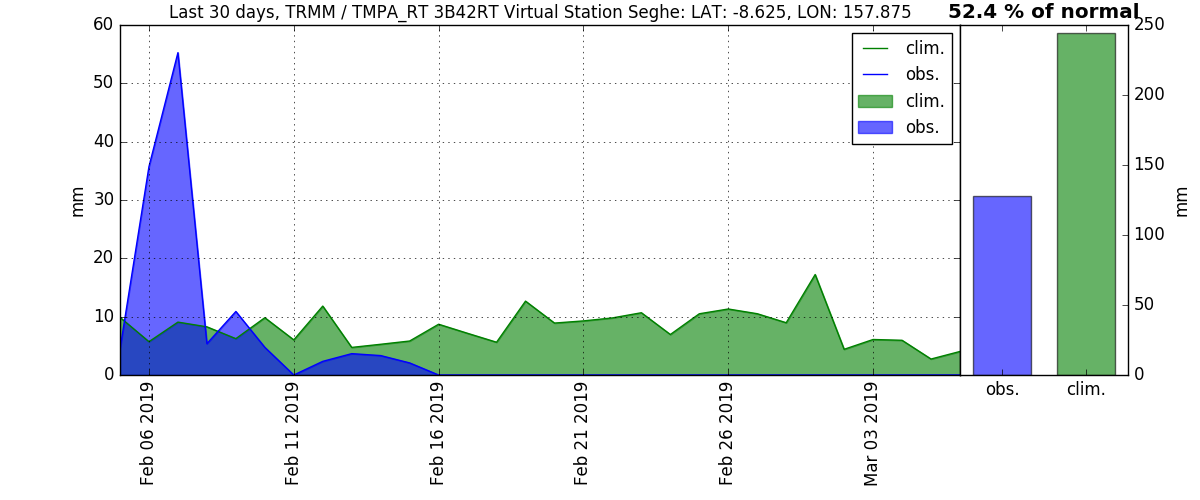 Last 30 days, TRMM / TMPA_RT 3B42RT Virtual Station Seghe: LAT: -8.625, LON: 157.875
52.4 % of normal
60
50
40
30
20
10
0
mm
clim.
obs.
clim.
obs.
250
200
150
100
50
0
mm
obs.
clim.
Feb 06 2019
Feb 11 2019
Feb 16 2019
Feb 21 2019
Feb 26 2019
Mar 03 2019